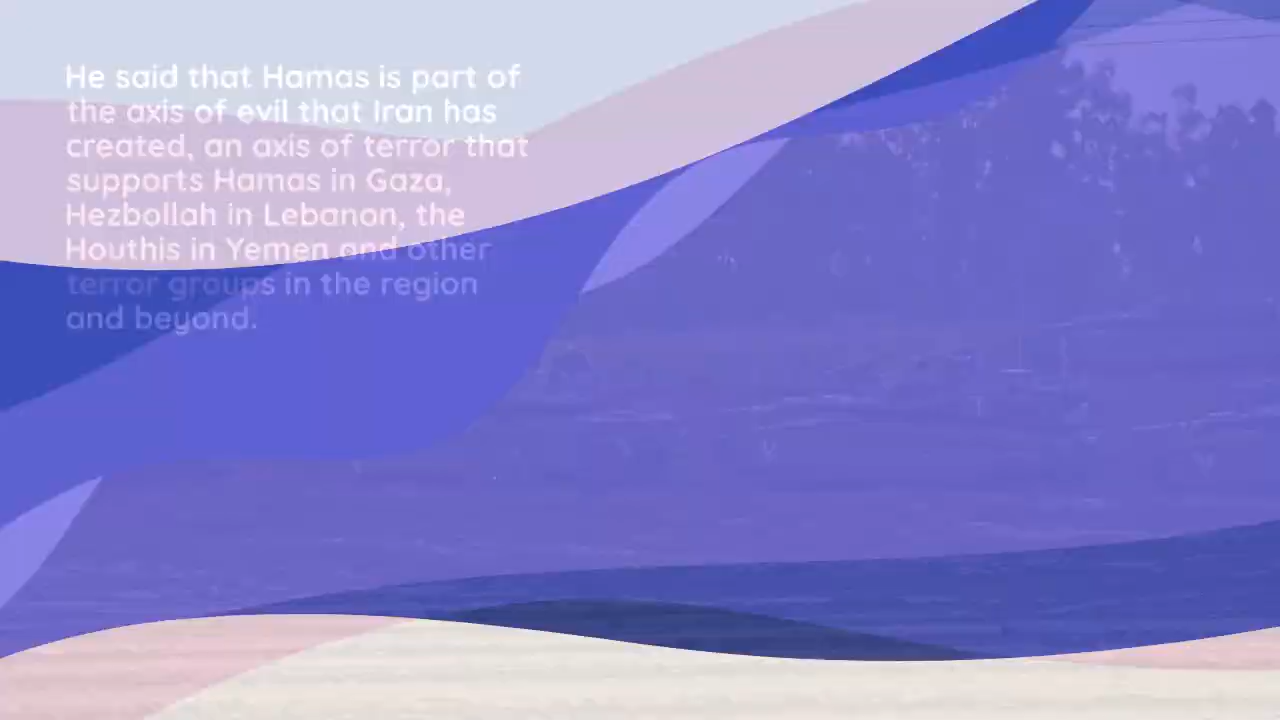 He said that Hamas is part of
the axis of evil that Iran has
created, an axis of terror that
supports Hamas in Gaza,
Hezbollah in Lebanon, the
Houthis in Yemen and other
terror groups in the region
and beyond.